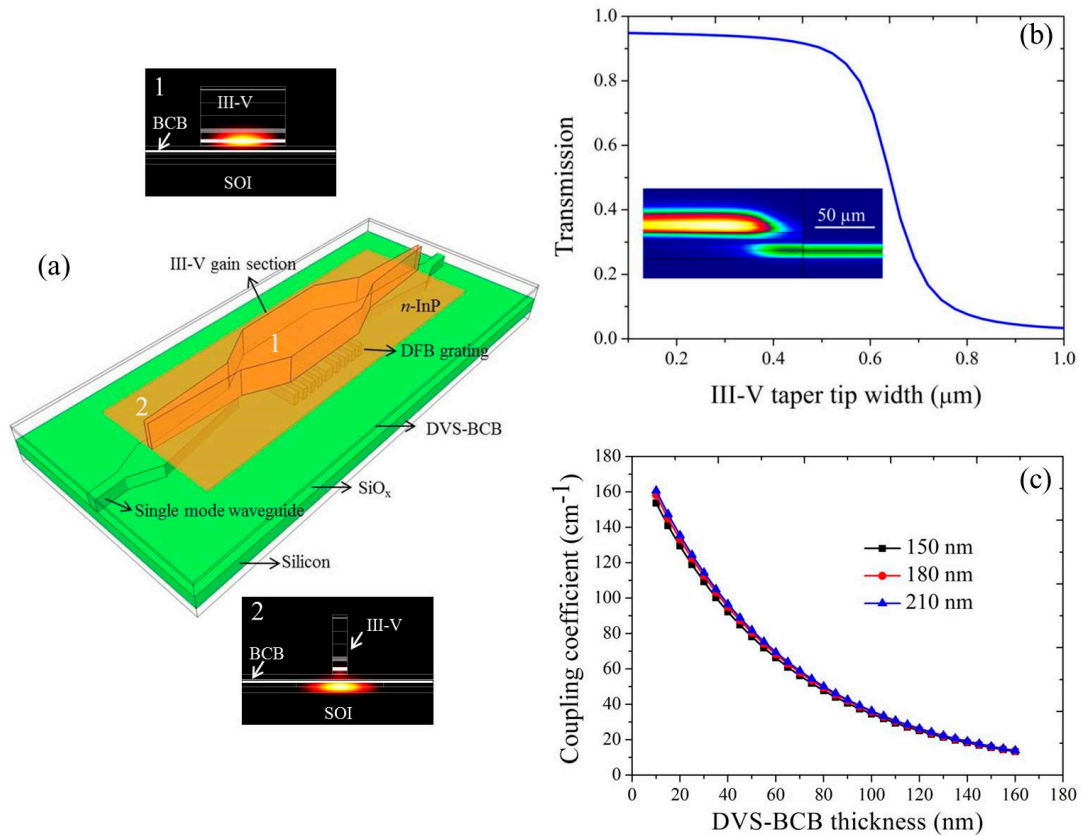 1
III-V
BCB
SOI
(a)
III-V gain section
n-InP
1
DFB grating
2
DVS-BCB
SiOx
Single mode waveguide
Silicon
2
III-V
BCB
SOI
(b)
1.0
0.8
0.6
0.4
0.2
0.0
Transmission
50 µm
0.2 0.4 0.6 0.8 1.0
III-V taper tip width (µm)
(c)
180
160
140
120
100
80
60
40
20
0
Coupling coefficient (cm⁻¹)
150 nm
180 nm
210 nm
0 20 40 60 80 100 120 140 160 180
DVS-BCB thickness (nm)